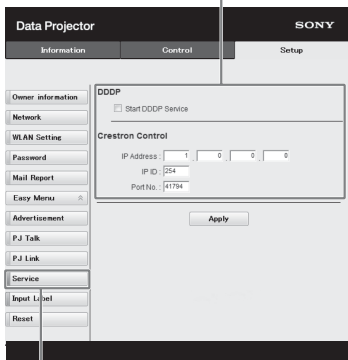 Data Projector
SONY
Information
Control
Setup
Owner information
Network
WLAN Setting
Password
Mail Report
Easy Menu
Advertisement
PJ Talk
PJ Link
Service
Input Label
Reset
DDDP
Start DDDP Service
Crestron Control
IP Address : 1 . 0 . 0 . 0
IP ID : 254
Port No. : 41794
Apply